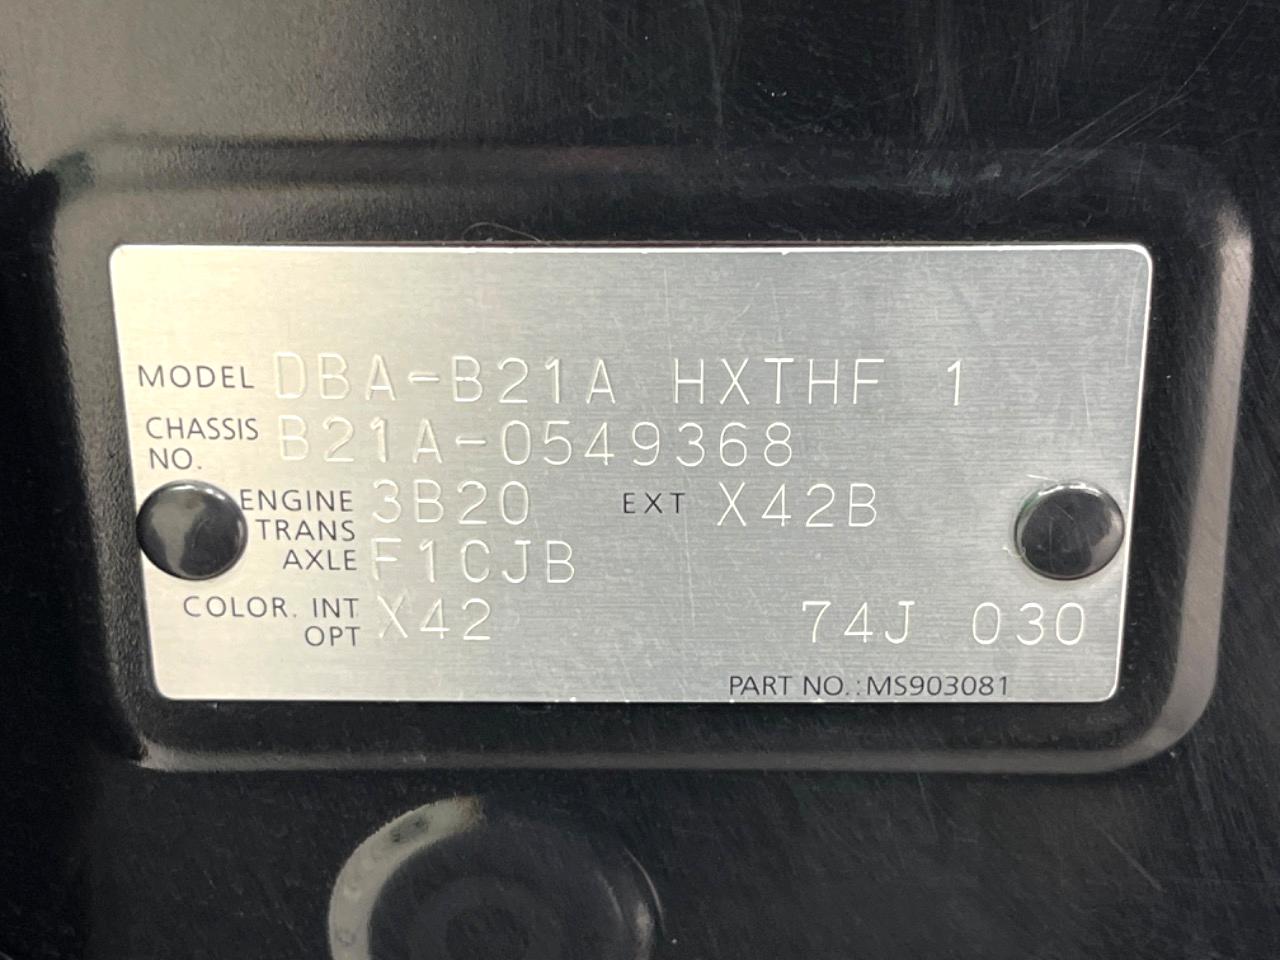 MODEL DBA-B21A HXTHF 1
CHASSIS NO. B21A-0549368
ENGINE 3B20 EXT X42B
TRANS AXLE F1CJB
COLOR. INT OPT X42 74J 030
PART NO.: MS903081